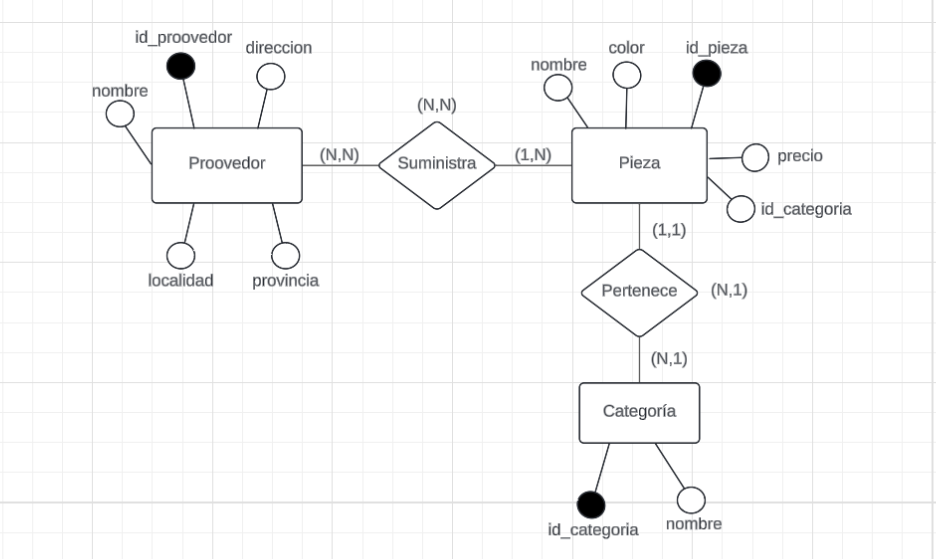 id_proovedor
direccion
nombre
Proovedor
localidad
provincia
(N,N)
(N,N)
Suministra
(1,N)
nombre
color
id_pieza
Pieza
precio
id_categoria
(1,1)
Pertenece
(N,1)
(N,1)
Categoría
id_categoria
nombre